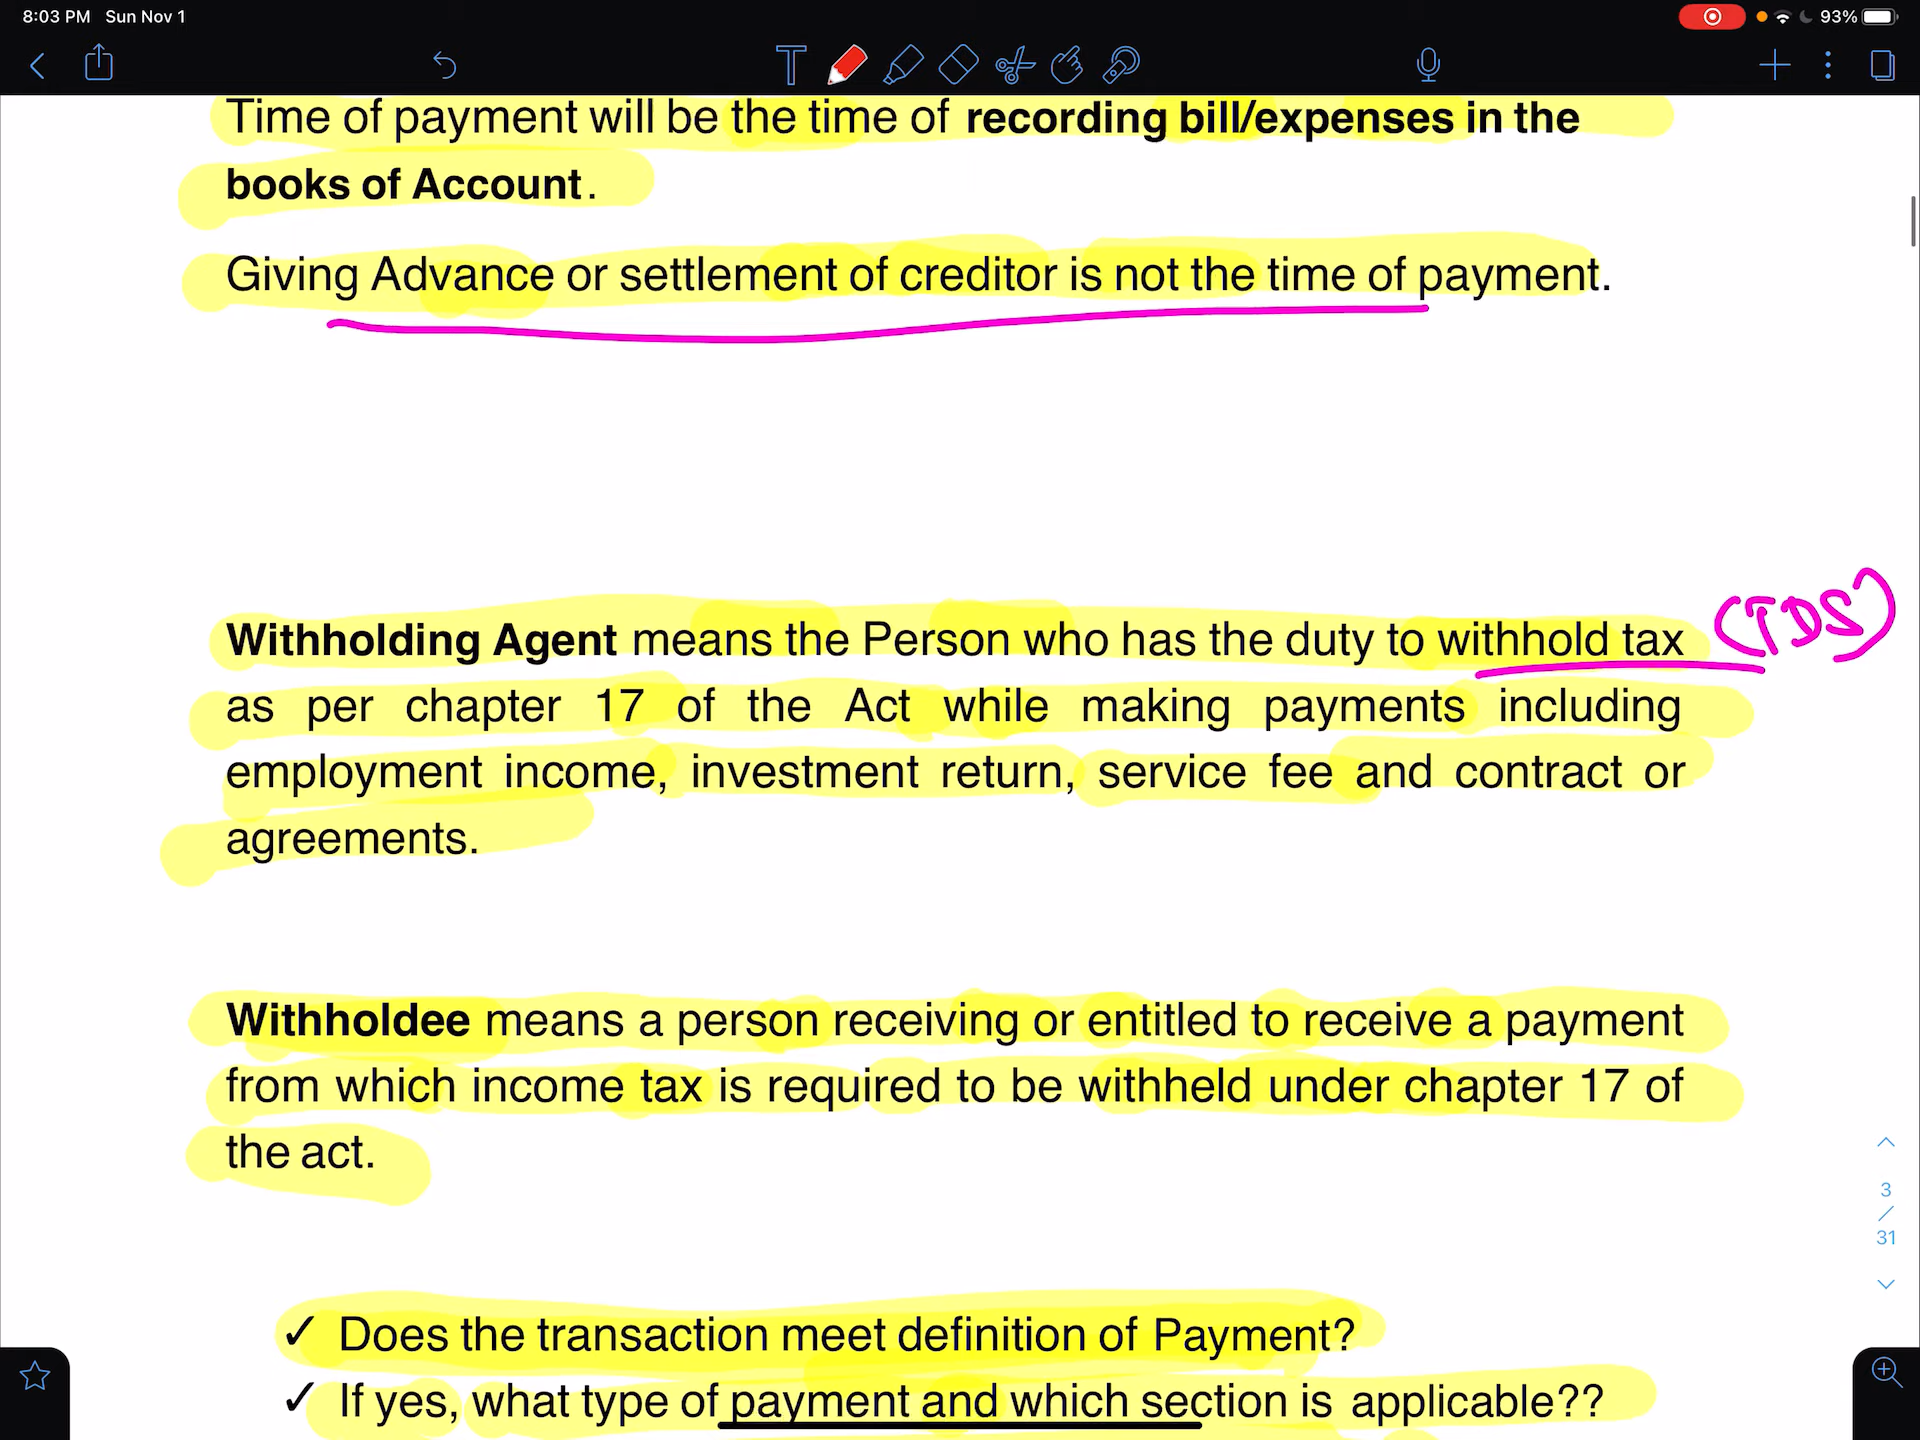 8:03 PM Sun Nov 1
93%
Time of payment will be the time of recording bill/expenses in the
books of Account.
Giving Advance or settlement of creditor is not the time of payment.
Withholding Agent means the Person who has the duty to withhold tax (TDS)
as per chapter 17 of the Act while making payments including
employment income, investment return, service fee and contract or
agreements.
Withholdee means a person receiving or entitled to receive a payment
from which income tax is required to be withheld under chapter 17 of
the act.
3
/
31
✓ Does the transaction meet definition of Payment?
✓ If yes, what type of payment and which section is applicable??